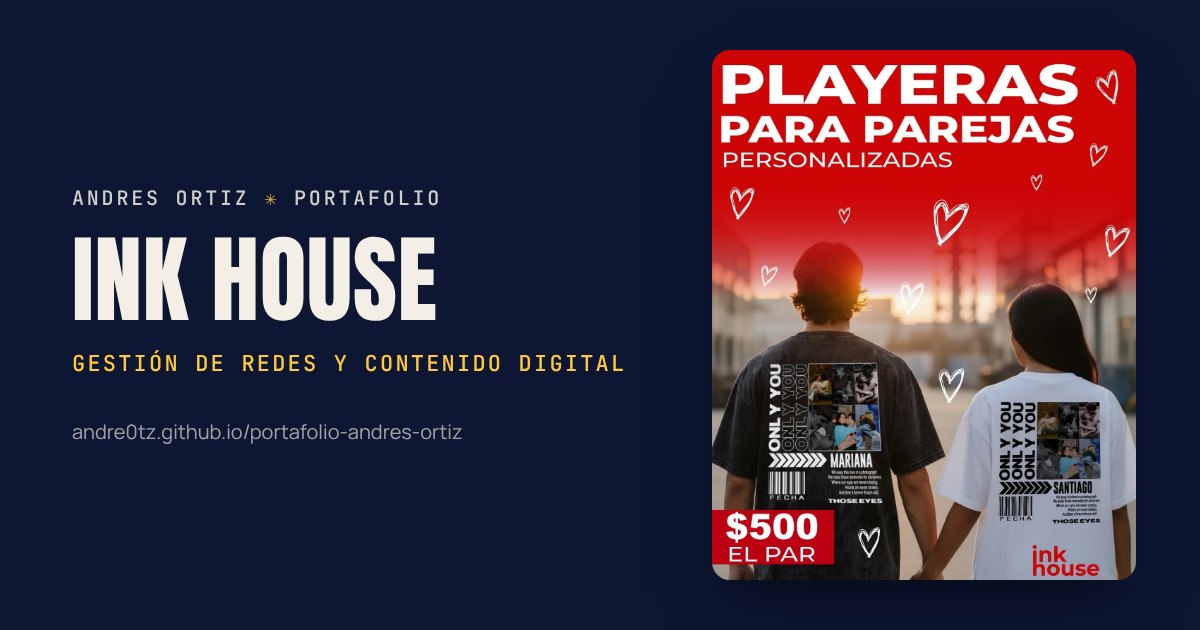 ANDRES ORTIZ ✳ PORTAFOLIO
INK HOUSE
GESTIÓN DE REDES Y CONTENIDO DIGITAL
andre0tz.github.io/portafolio-andres-ortiz
PLAYERAS
PARA PAREJAS
PERSONALIZADAS
ONLY YOU
ONLY YOU
ONLY YOU
MARIANA
FECHA
THOSE EYES
ONLY YOU
ONLY YOU
ONLY YOU
SANTIAGO
FECHA
THOSE EYES
$500
EL PAR
ink
house